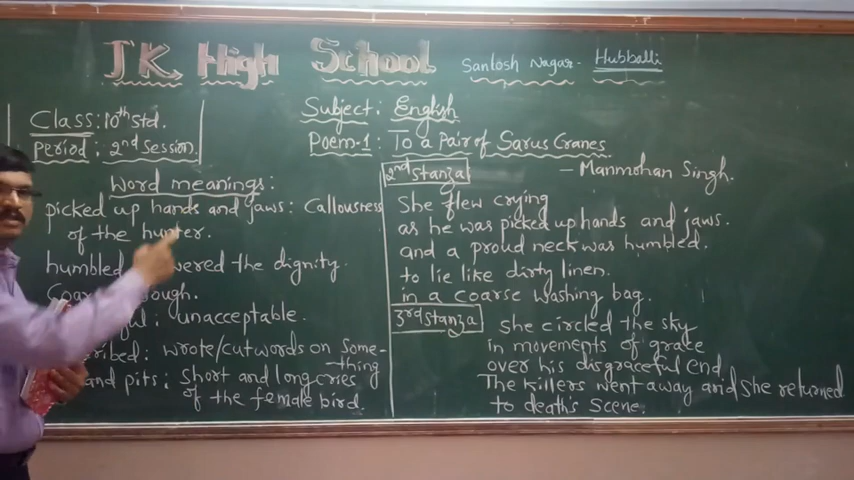 JK High School Santosh Nagar- Hubballi
Class: 10th Std.
Period: 2nd Session.
Subject: English
Poem-1: To a Pair of Sarus Cranes
- Manmohan Singh.
Word meanings:
picked up hands and jaws: Callousness
of the hunter.
humbled wered the dignity.
ough.
ul: unacceptable.
ribed: wrote/cut words on some-
thing
and pits: short and long cries
of the female bird.
2nd Stanza
She flew crying
as he was picked up hands and jaws.
and a proud neck was humbled.
to lie like dirty linen.
in a coarse washing bag.
3rd Stanza
She circled the sky
in movements of grace
over his disgraceful end.
The killers went away and she returned
to death's scene.